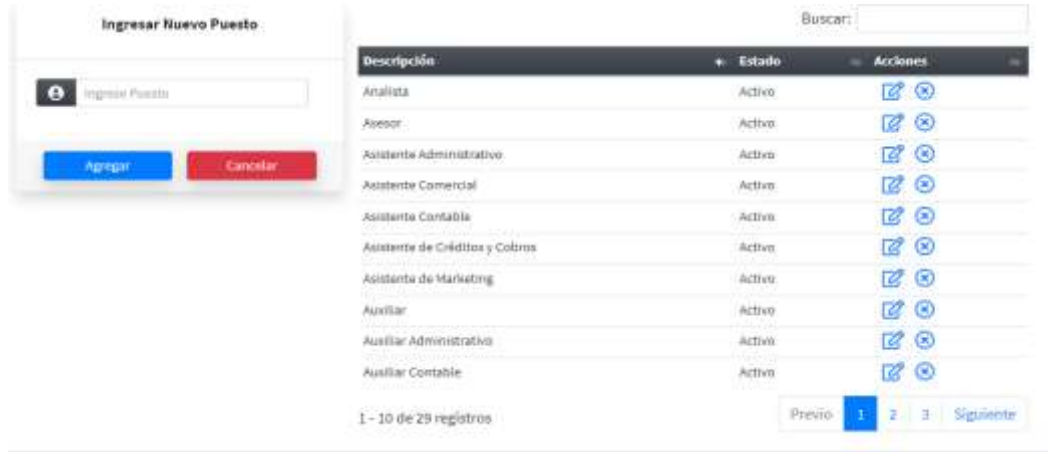 Ingresar Nuevo Puesto
Ingrese Puesto
Agregar Cancelar
Buscar:
Descripción Estado Acciones
Analista Activo
Asesor Activo
Asistente Administrativo Activo
Asistente Comercial Activo
Asistente Contable Activo
Asistente de Créditos y Cobros Activo
Asistente de Marketing Activo
Auxiliar Activo
Auxiliar Administrativo Activo
Auxiliar Contable Activo
1 - 10 de 29 registros
Previo 1 2 3 Siguiente